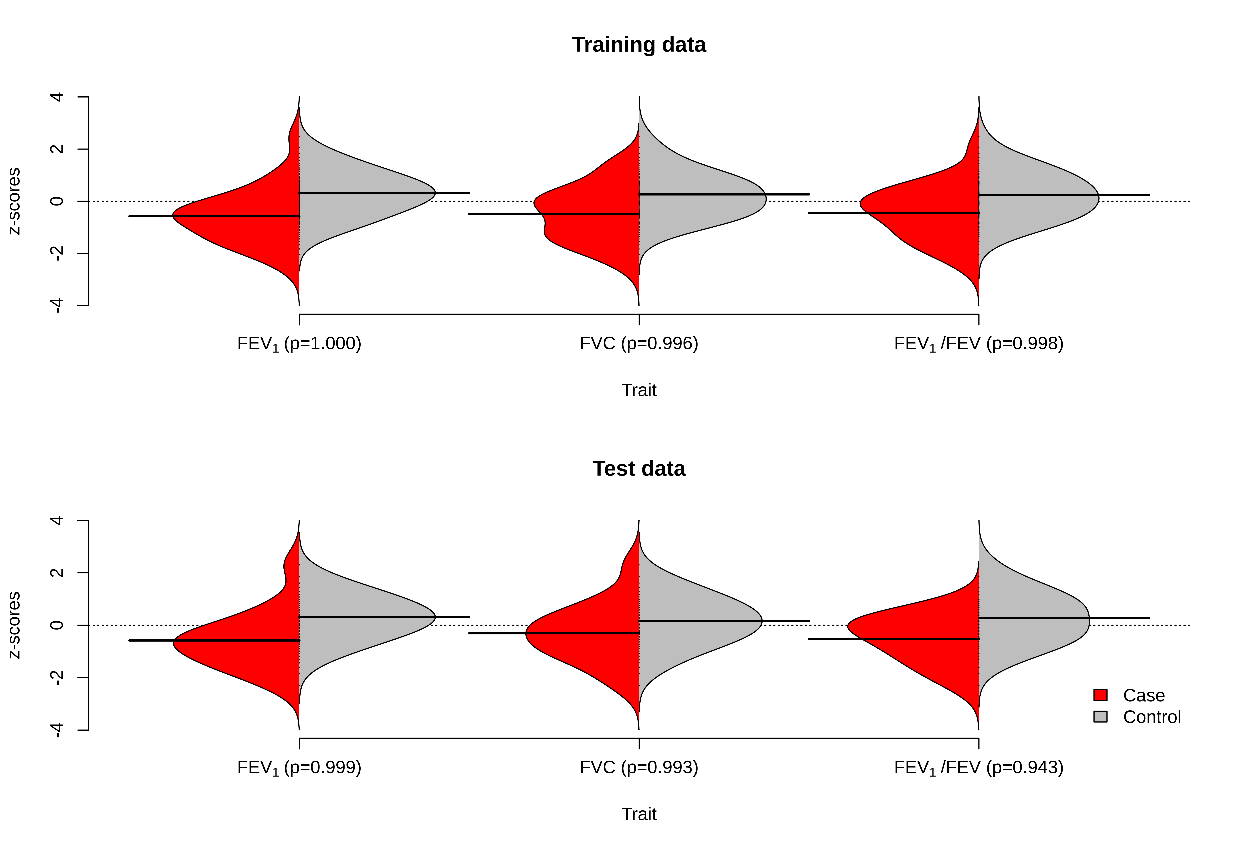 Training data
z-scores
4
2
0
-2
-4
FEV₁ (p=1.000) FVC (p=0.996) FEV₁ /FEV (p=0.998)
Trait
Test data
z-scores
4
2
0
-2
-4
Case
Control
FEV₁ (p=0.999) FVC (p=0.993) FEV₁ /FEV (p=0.943)
Trait